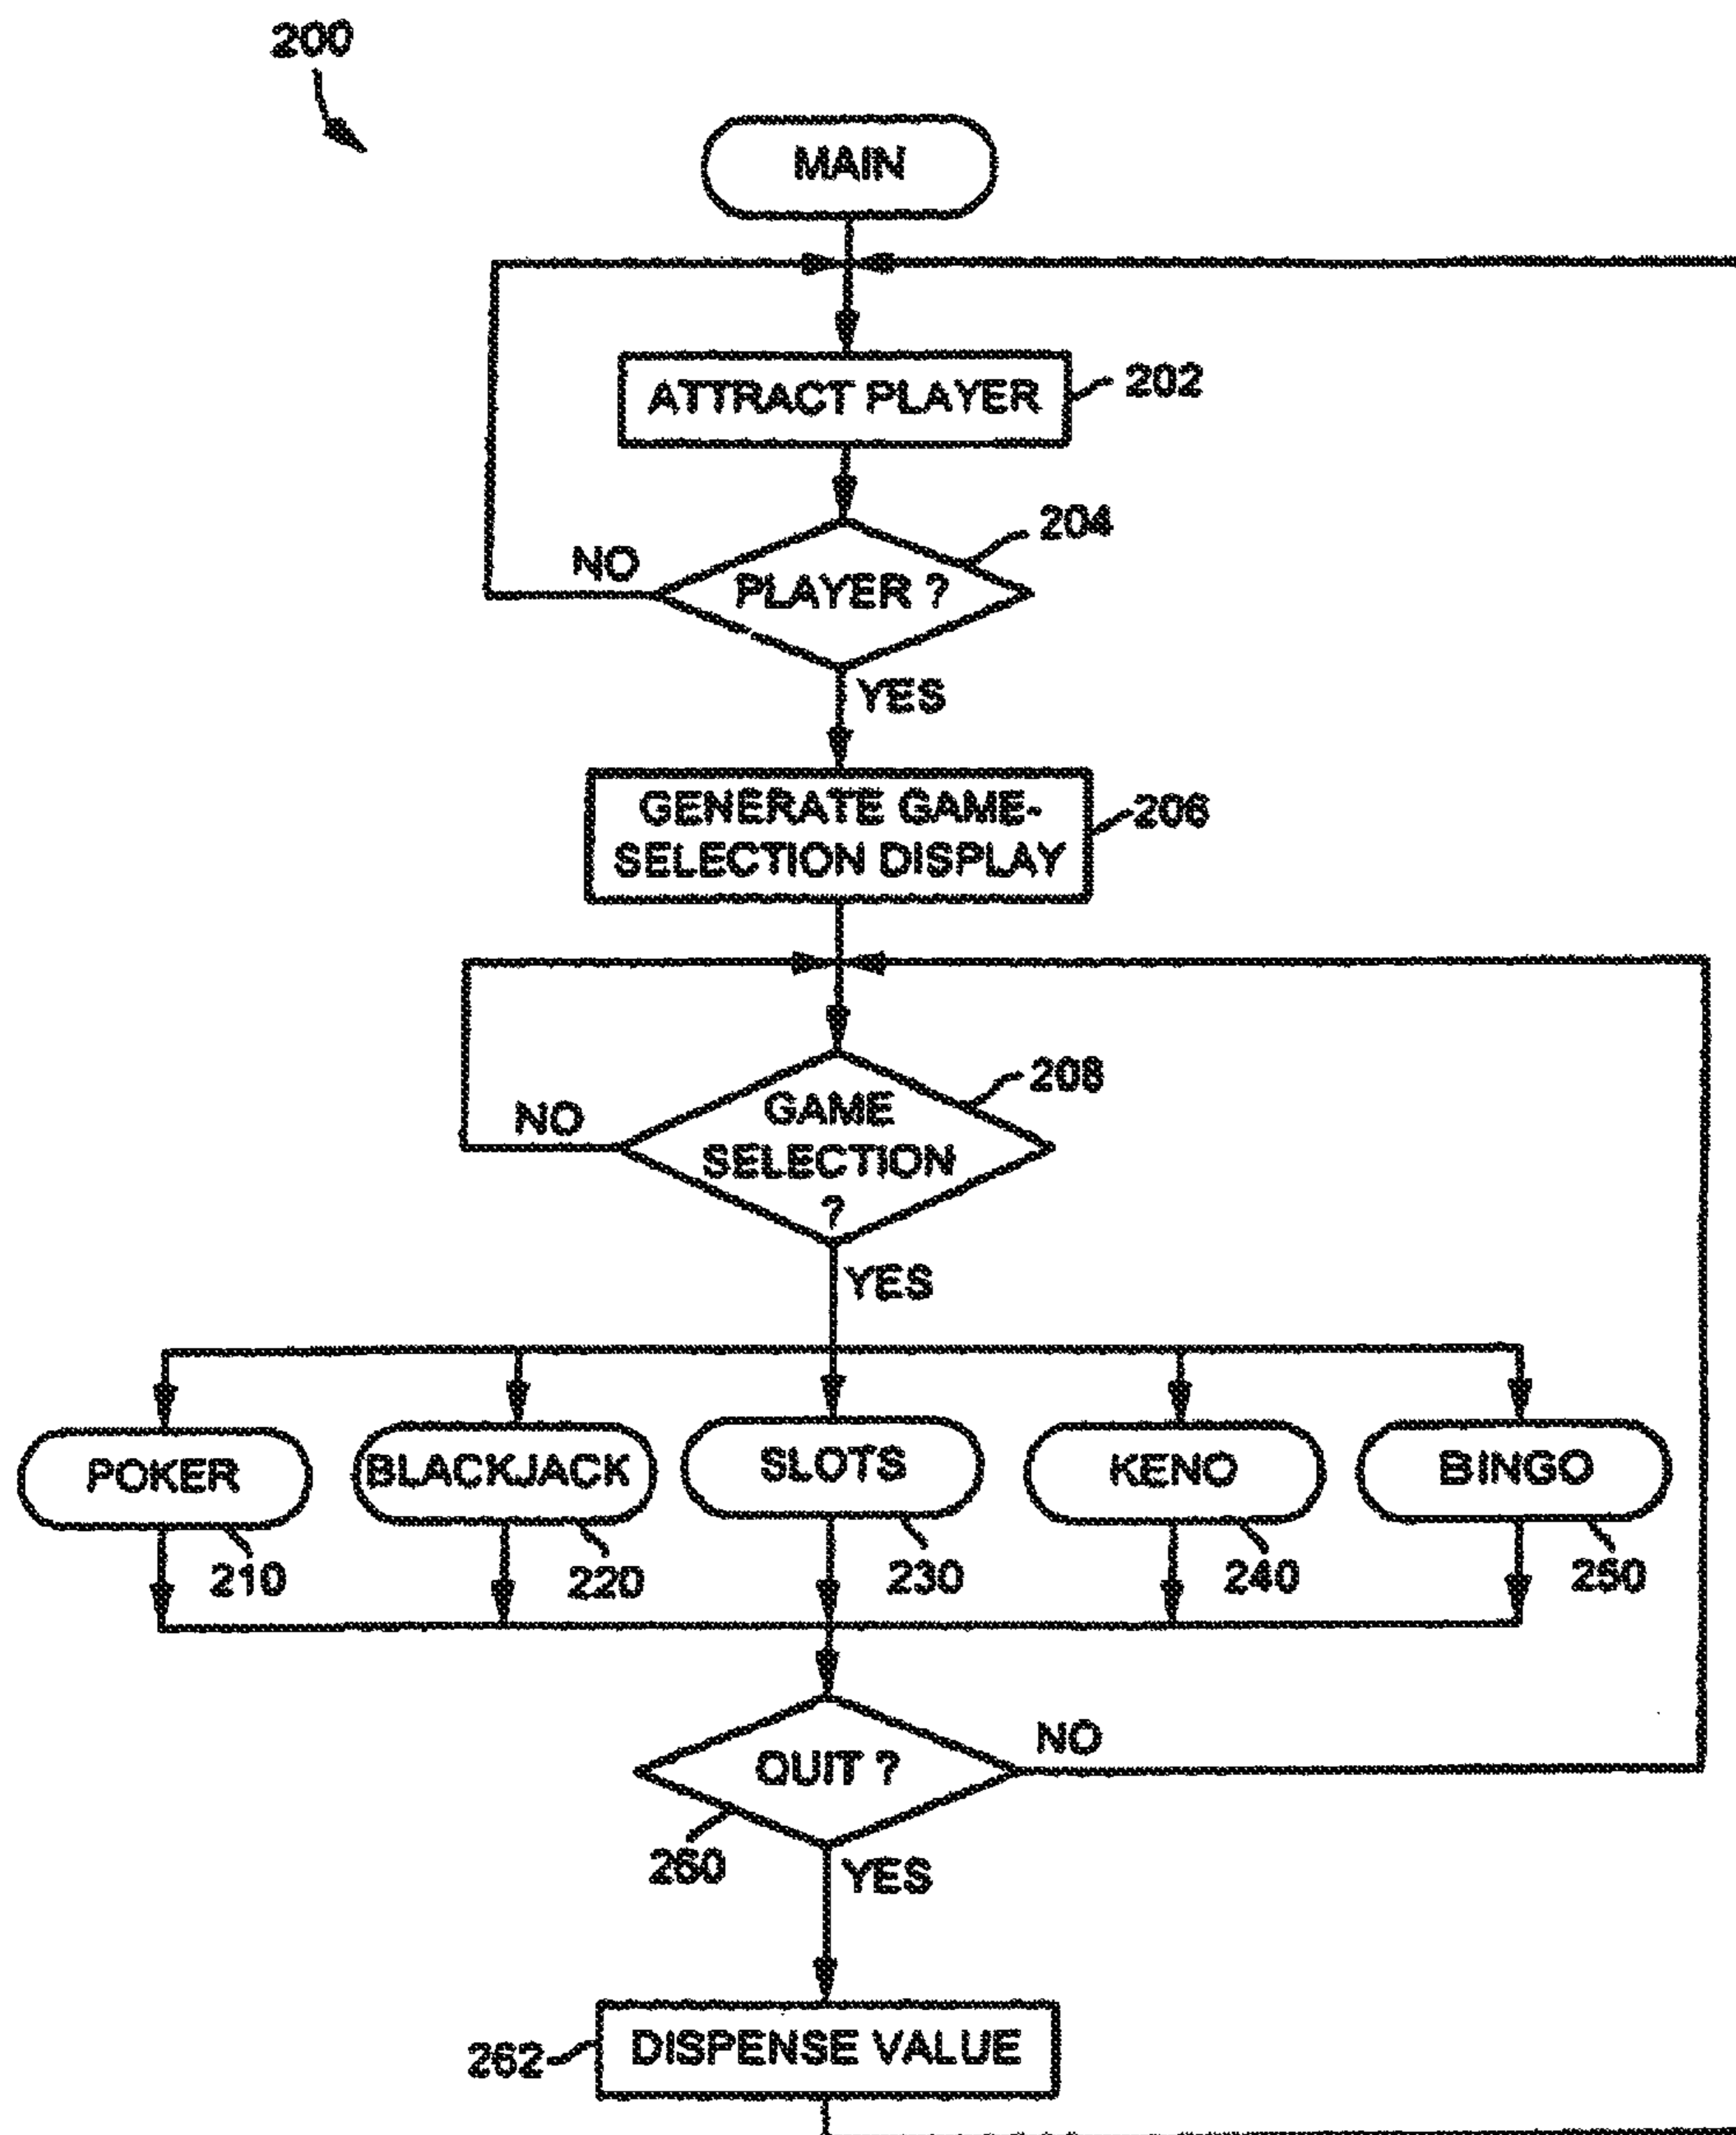 200
MAIN
ATTRACT PLAYER
202
204
NO
PLAYER ?
YES
GENERATE GAME-
SELECTION DISPLAY
206
208
NO
GAME
SELECTION
?
YES
POKER
BLACKJACK
SLOTS
KENO
BINGO
210
220
230
240
250
QUIT ?
NO
260
YES
262
DISPENSE VALUE